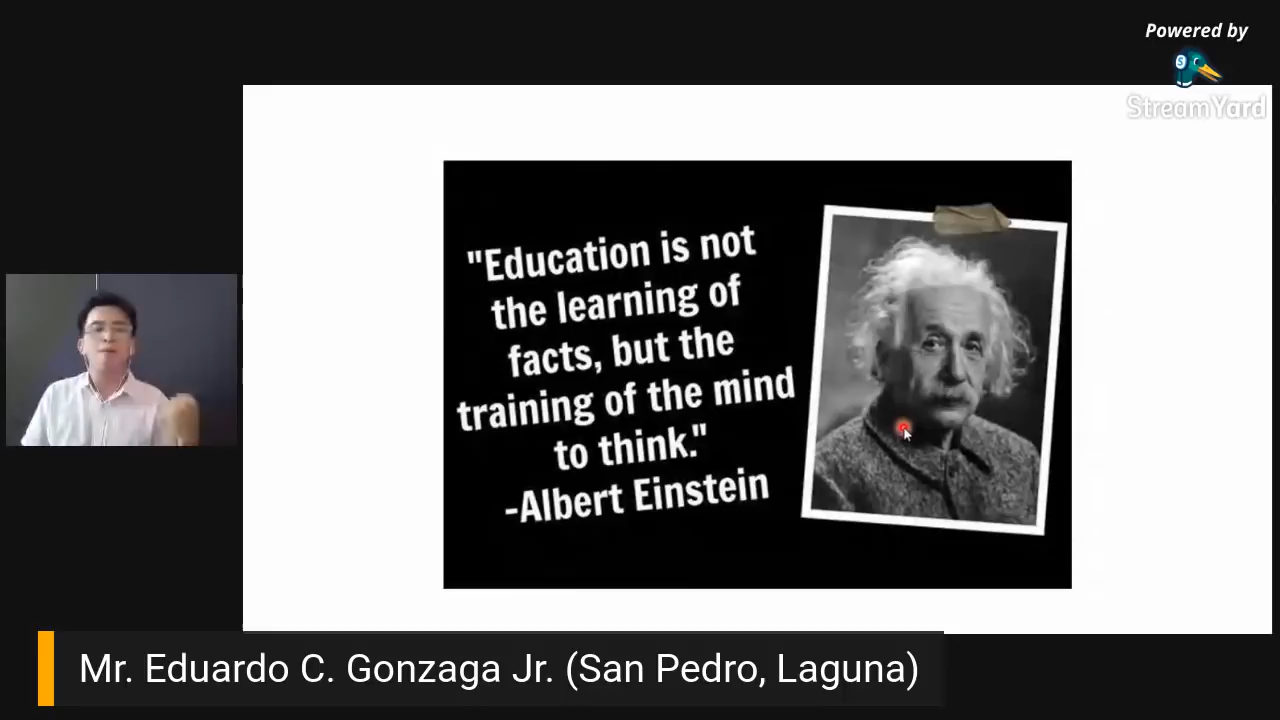 Powered by
StreamYard
"Education is not
the learning of
facts, but the
training of the mind
to think."
-Albert Einstein
Mr. Eduardo C. Gonzaga Jr. (San Pedro, Laguna)